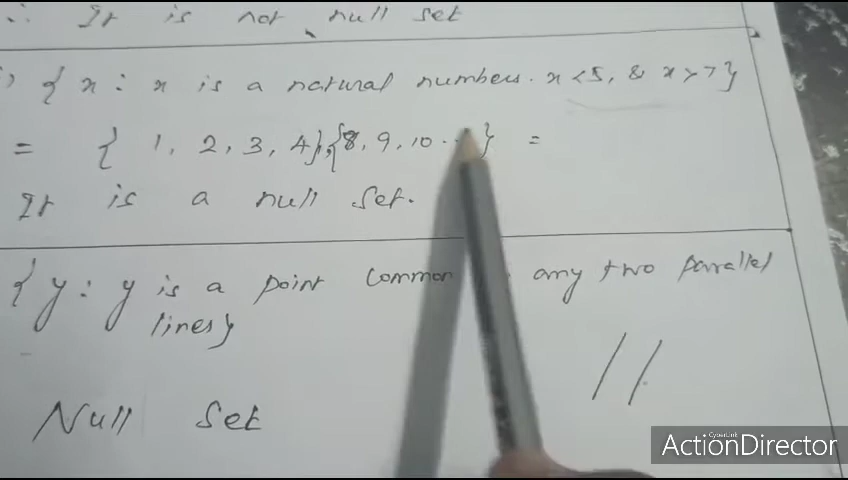 ∴ It is not null set
) { x : x is a natural numbers. x < 5, & x > 7 }
= { 1, 2, 3, 4}, {8, 9, 10 ... } =
It is a null set.
{ y : y is a point common any two parallel
lines}
Null set
CyberLink
ActionDirector